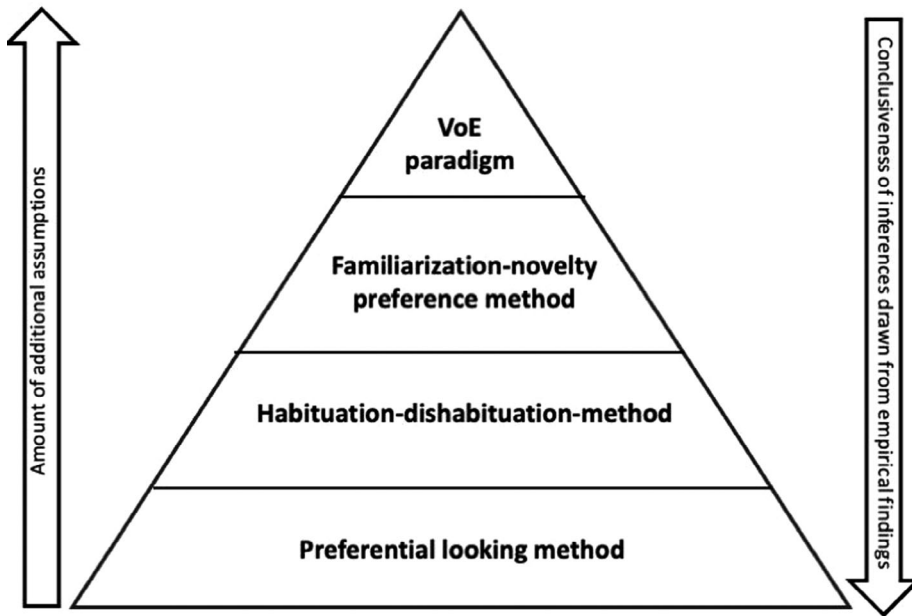 Amount of additional assumptions
VoE
paradigm
Familiarization-novelty
preference method
Habituation-dishabituation-method
Preferential looking method
Conclusiveness of inferences drawn from empirical findings